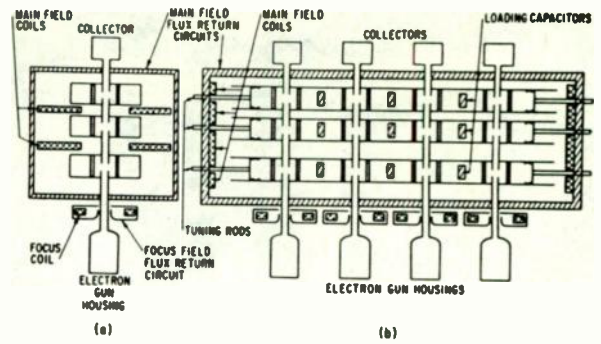 MAIN FIELD
COILS
COLLECTOR
MAIN FIELD
FLUX RETURN
CIRCUITS
MAIN FIELD
COILS
COLLECTORS
LOADING CAPACITORS
FOCUS
COIL
ELECTRON
GUN
HOUSING
FOCUS FIELD
FLUX RETURN
CIRCUIT
TUNING RODS
ELECTRON GUN HOUSINGS
(a)
(b)